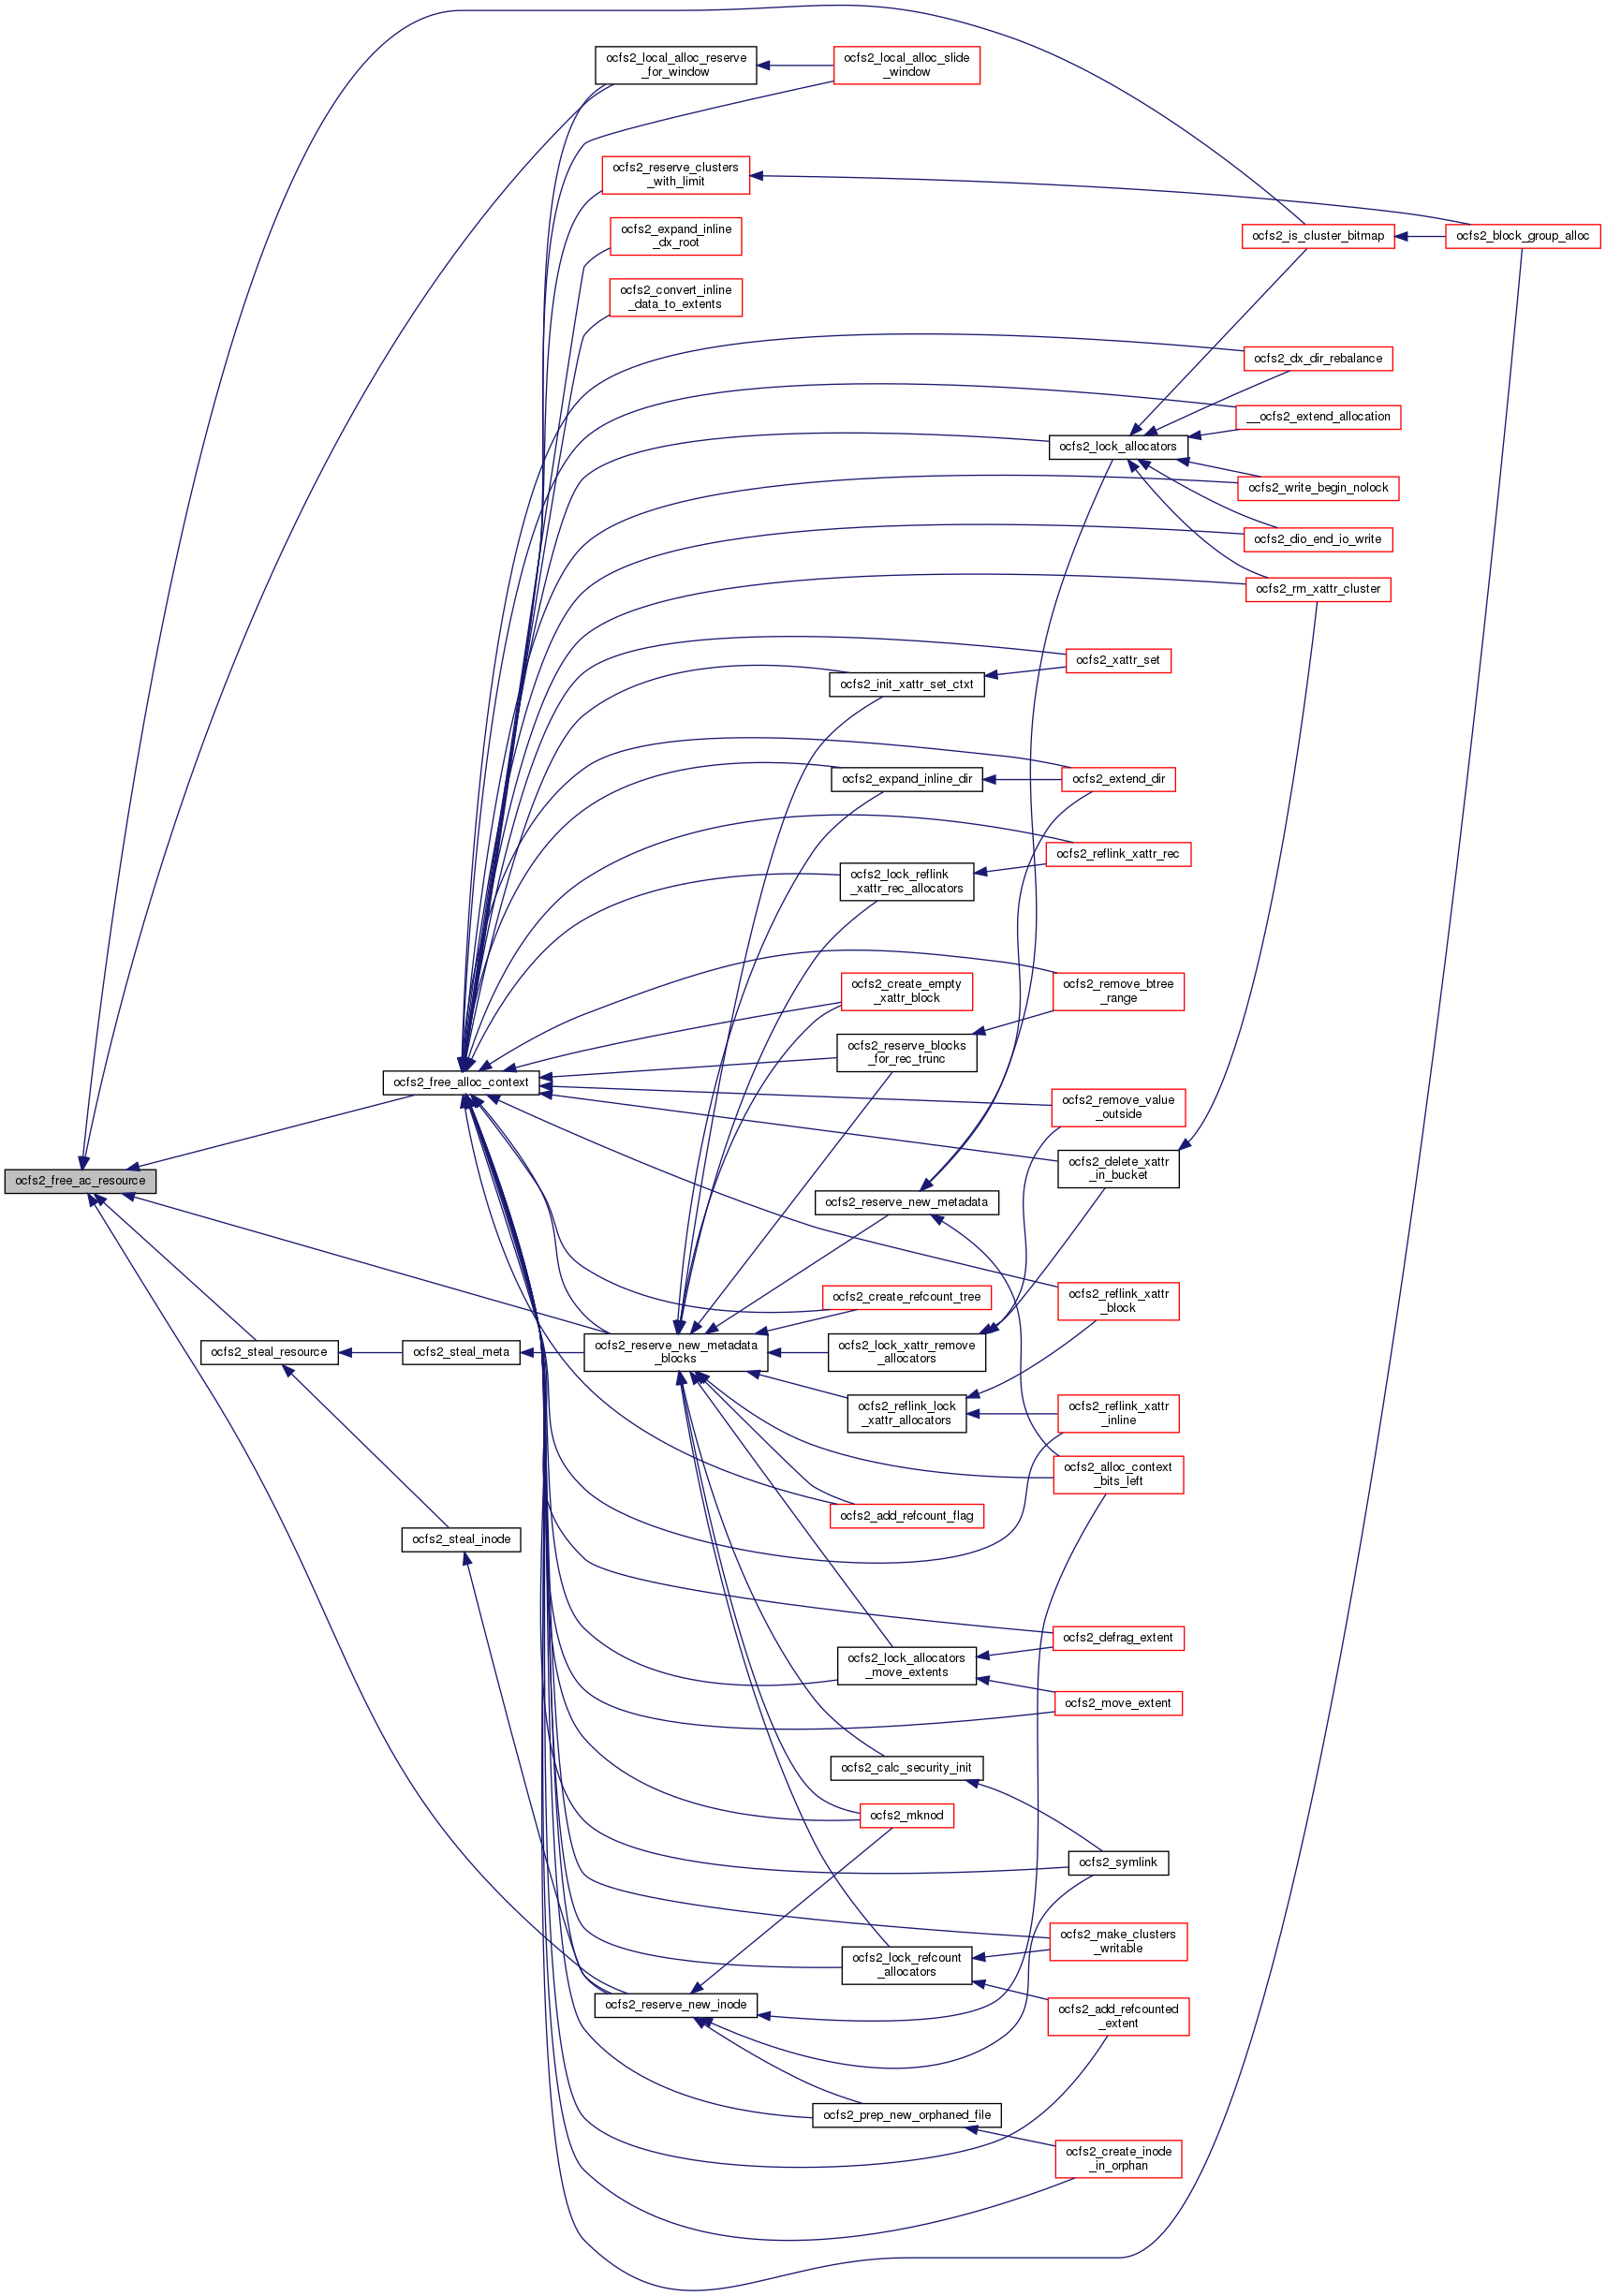 ocfs2_local_alloc_reserve
_for_window
ocfs2_local_alloc_slide
_window
ocfs2_reserve_clusters
_with_limit
ocfs2_expand_inline
_dx_root
ocfs2_is_cluster_bitmap
ocfs2_block_group_alloc
ocfs2_convert_inline
_data_to_extents
ocfs2_dx_dir_rebalance
__ocfs2_extend_allocation
ocfs2_lock_allocators
ocfs2_write_begin_nolock
ocfs2_dio_end_io_write
ocfs2_rm_xattr_cluster
ocfs2_xattr_set
ocfs2_init_xattr_set_ctxt
ocfs2_expand_inline_dir
ocfs2_extend_dir
ocfs2_reflink_xattr_rec
ocfs2_lock_reflink
_xattr_rec_allocators
ocfs2_create_empty
_xattr_block
ocfs2_remove_btree
_range
ocfs2_reserve_blocks
_for_rec_trunc
ocfs2_free_alloc_context
ocfs2_remove_value
_outside
ocfs2_free_ac_resource
ocfs2_delete_xattr
_in_bucket
ocfs2_reserve_new_metadata
ocfs2_create_refcount_tree
ocfs2_reflink_xattr
_block
ocfs2_steal_resource
ocfs2_steal_meta
ocfs2_reserve_new_metadata
_blocks
ocfs2_lock_xattr_remove
_allocators
ocfs2_reflink_lock
_xattr_allocators
ocfs2_reflink_xattr
_inline
ocfs2_alloc_context
_bits_left
ocfs2_add_refcount_flag
ocfs2_steal_inode
ocfs2_defrag_extent
ocfs2_lock_allocators
_move_extents
ocfs2_move_extent
ocfs2_calc_security_init
ocfs2_mknod
ocfs2_symlink
ocfs2_make_clusters
_writable
ocfs2_lock_refcount
_allocators
ocfs2_reserve_new_inode
ocfs2_add_refcounted
_extent
ocfs2_prep_new_orphaned_file
ocfs2_create_inode
_in_orphan